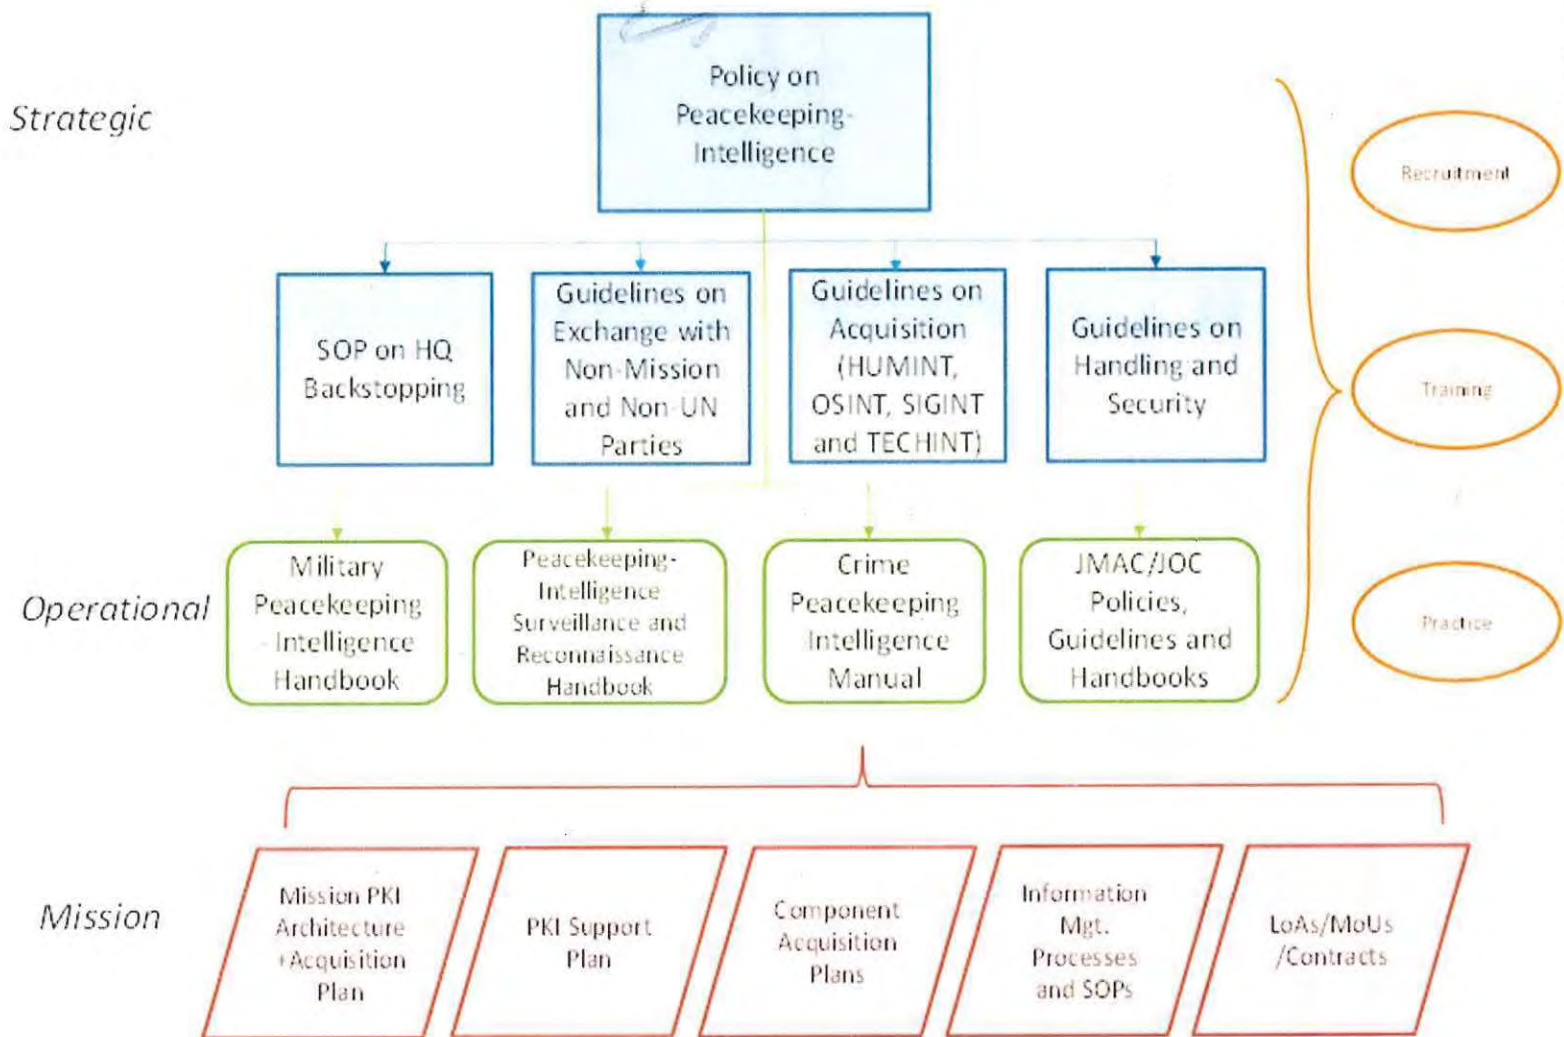 Strategic
Policy on
Peacekeeping-
Intelligence
SOP on HQ
Backstopping
Guidelines on
Exchange with
Non-Mission
and Non-UN
Parties
Guidelines on
Acquisition
(HUMINT,
OSINT, SIGINT
and TECHINT)
Guidelines on
Handling and
Security
Recruitment
Training
Practice
Operational
Military
Peacekeeping
-Intelligence
Handbook
Peacekeeping-
Intelligence
Surveillance and
Reconnaissance
Handbook
Crime
Peacekeeping
Intelligence
Manual
JMAC/JOC
Policies,
Guidelines and
Handbooks
Mission
Mission PKI
Architecture
+Acquisition
Plan
PKI Support
Plan
Component
Acquisition
Plans
Information
Mgt.
Processes
and SOPs
LoAs/MoUs
/Contracts